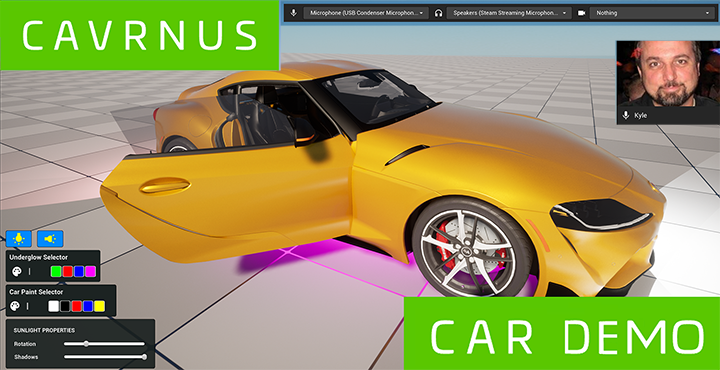 CAVRNUS
Microphone (USB Condenser Microphon...
Speakers (Steam Streaming Microphon...
Nothing
Kyle
Underglow Selector
Car Paint Selector
SUNLIGHT PROPERTIES
Rotation
Shadows
CAR DEMO